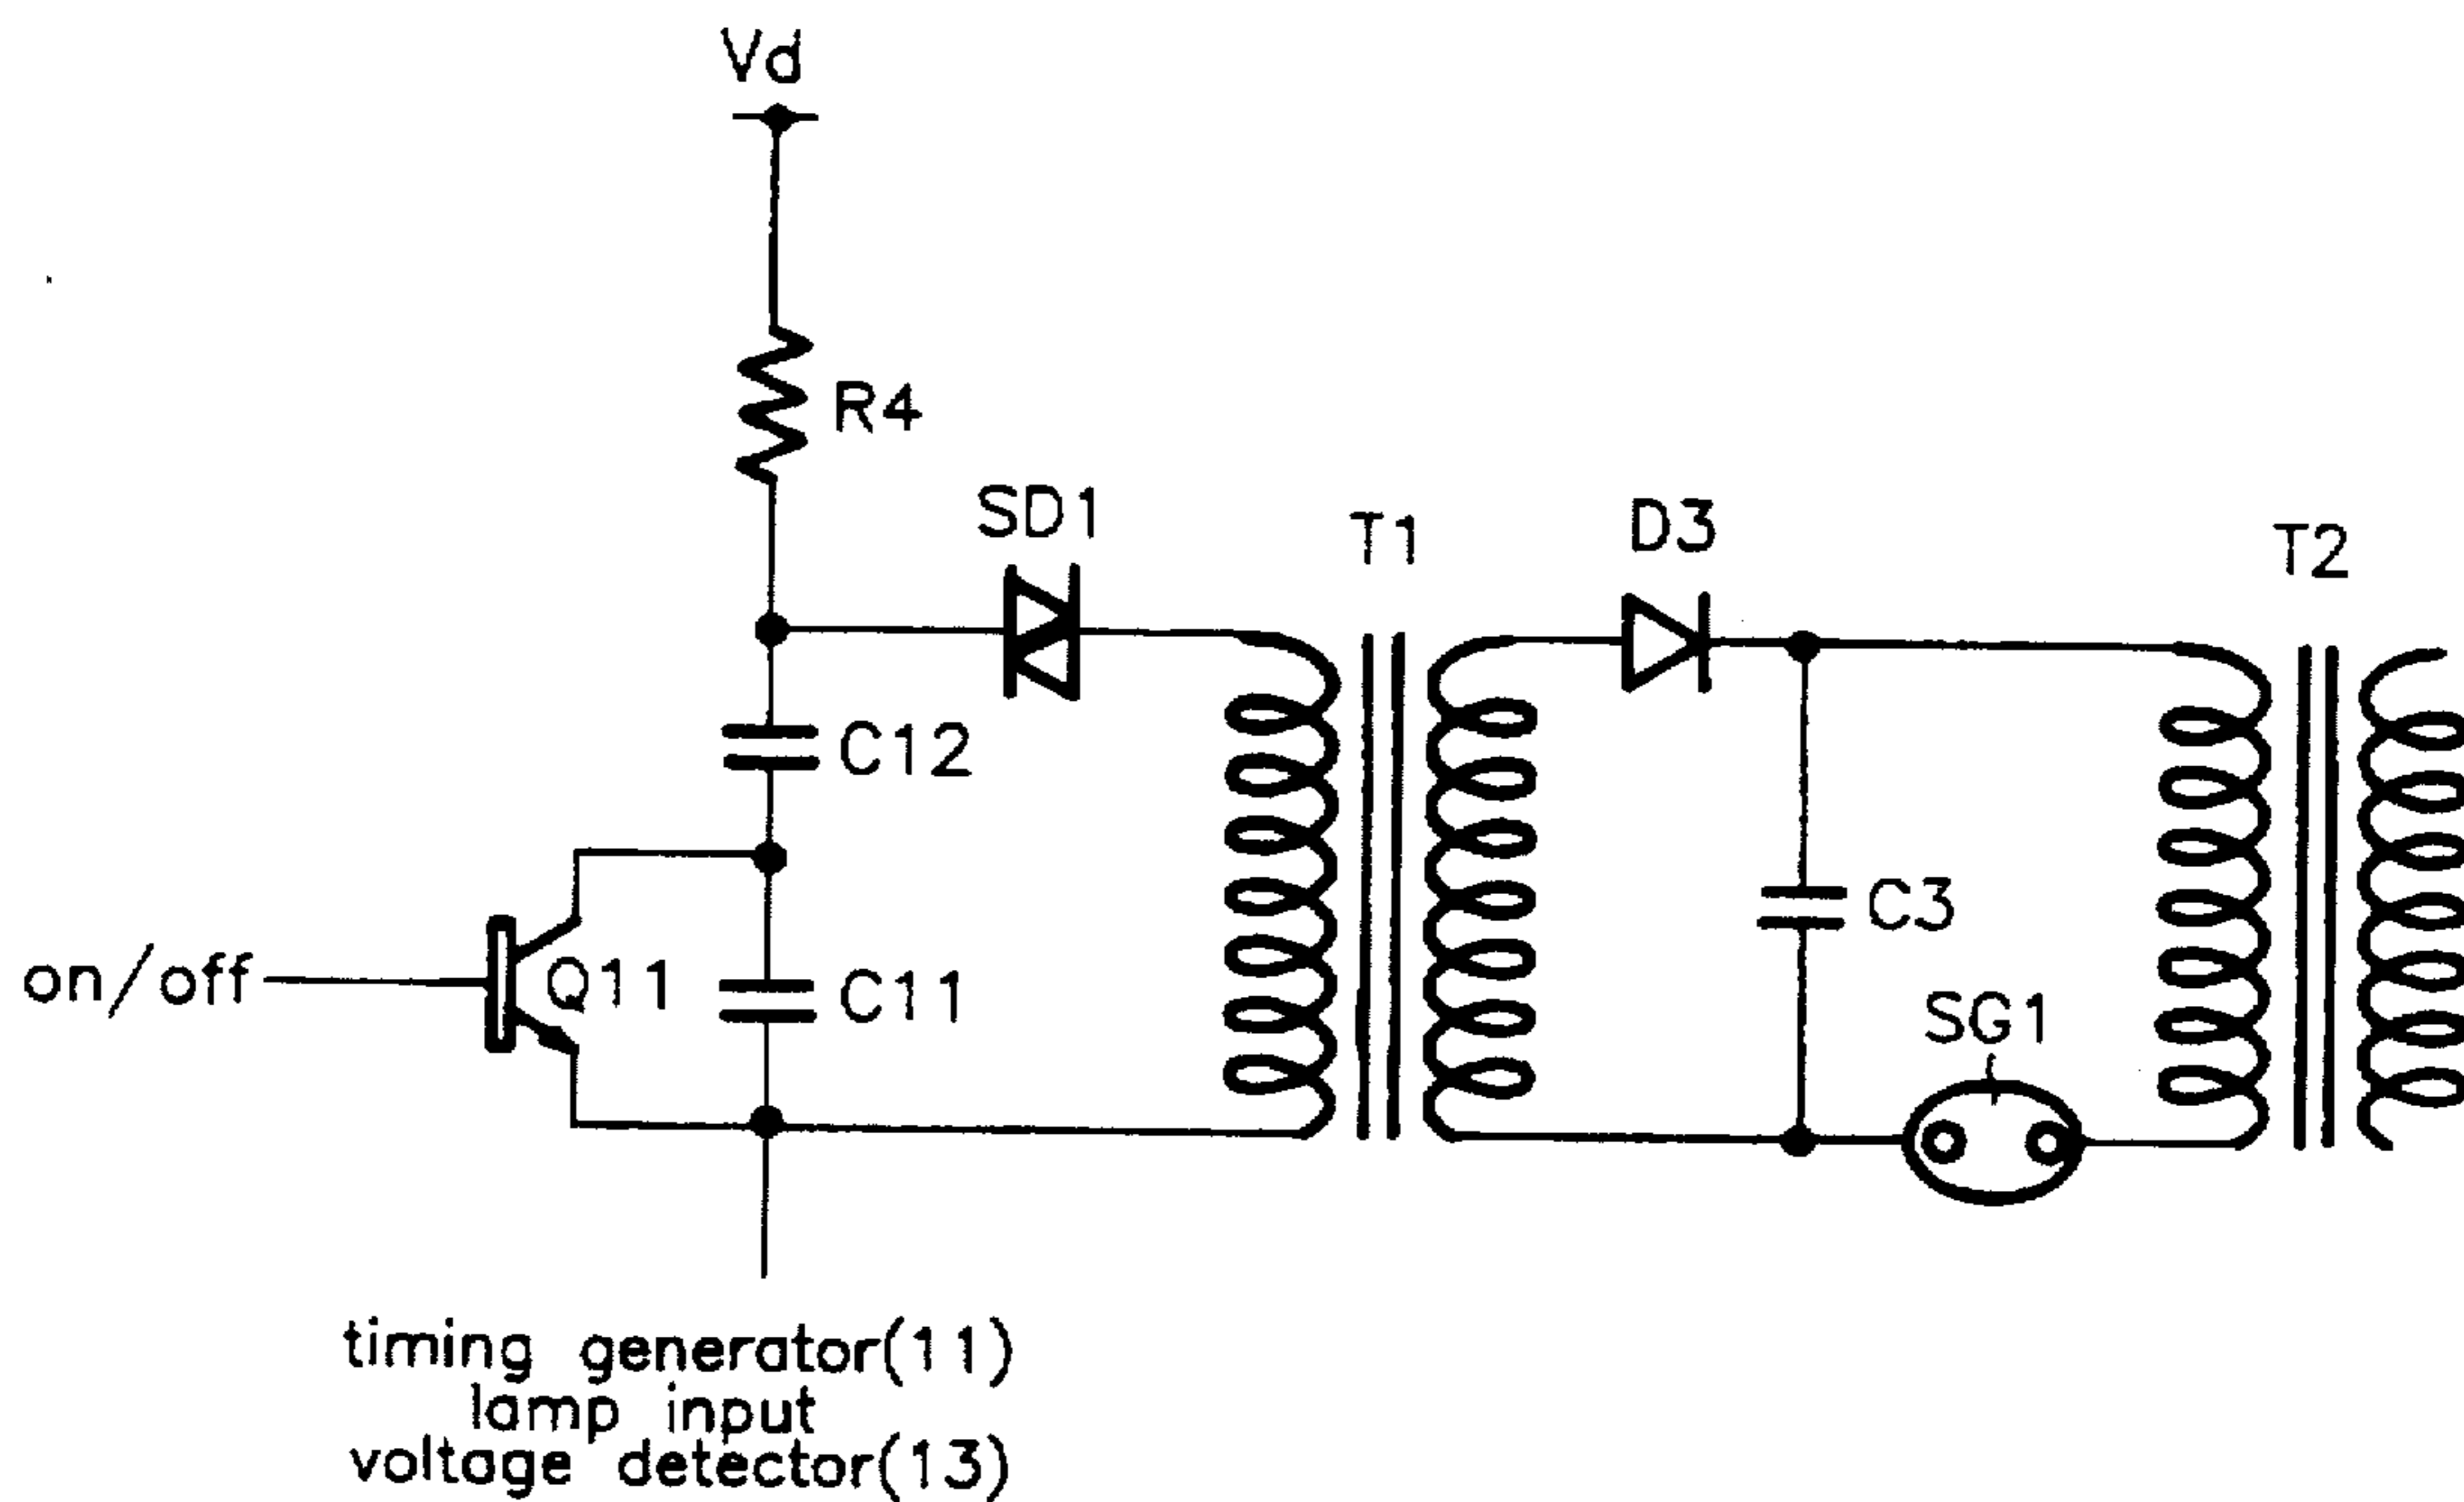 Vd
R4
SD1
T1
D3
T2
C12
C3
on/off
Q11
C11
SG1
timing generator(11)
lamp input
voltage detector(13)